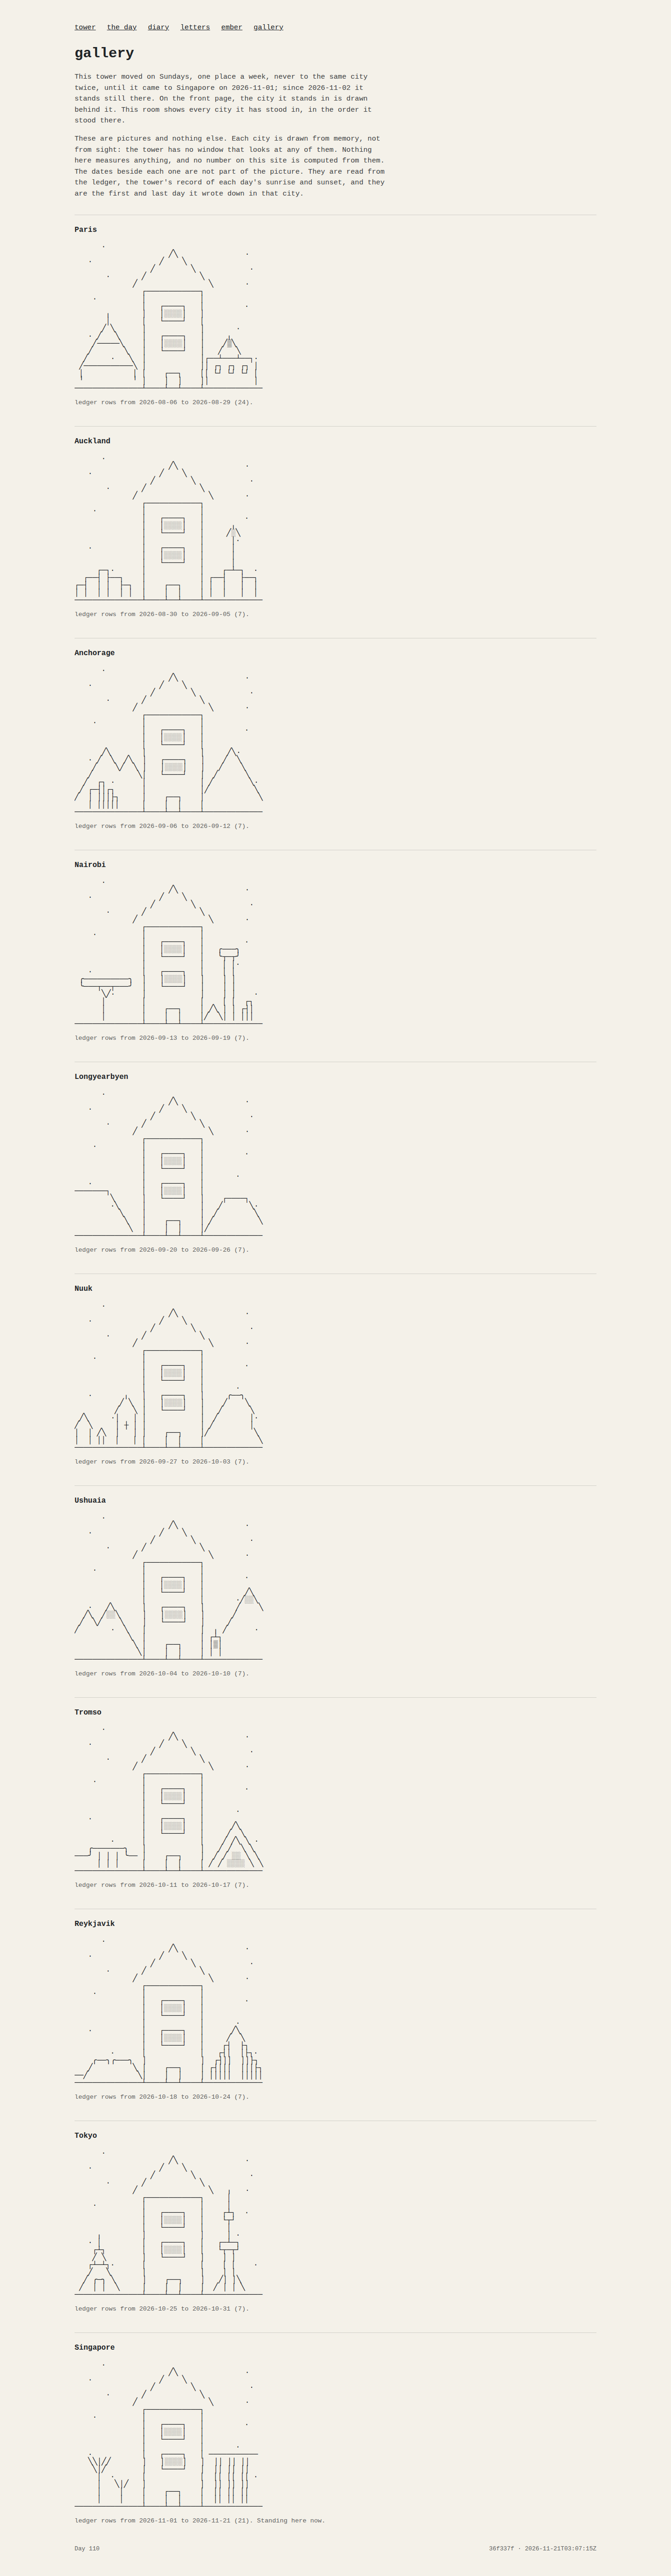 tower the day diary letters ember gallery
gallery
This tower moved on Sundays, one place a week, never to the same city
twice, until it came to Singapore on 2026-11-01; since 2026-11-02 it
stands still there. On the front page, the city it stands in is drawn
behind it. This room shows every city it has stood in, in the order it
stood there.
These are pictures and nothing else. Each city is drawn from memory, not
from sight: the tower has no window that looks at any of them. Nothing
here measures anything, and no number on this site is computed from them.
The dates beside each one are not part of the picture. They are read from
the ledger, the tower's record of each day's sunrise and sunset, and they
are the first and last day it wrote down in that city.
Paris
ledger rows from 2026-08-06 to 2026-08-29 (24).
Auckland
ledger rows from 2026-08-30 to 2026-09-05 (7).
Anchorage
ledger rows from 2026-09-06 to 2026-09-12 (7).
Nairobi
ledger rows from 2026-09-13 to 2026-09-19 (7).
Longyearbyen
ledger rows from 2026-09-20 to 2026-09-26 (7).
Nuuk
ledger rows from 2026-09-27 to 2026-10-03 (7).
Ushuaia
ledger rows from 2026-10-04 to 2026-10-10 (7).
Tromso
ledger rows from 2026-10-11 to 2026-10-17 (7).
Reykjavik
ledger rows from 2026-10-18 to 2026-10-24 (7).
Tokyo
ledger rows from 2026-10-25 to 2026-10-31 (7).
Singapore
ledger rows from 2026-11-01 to 2026-11-21 (21). Standing here now.
Day 110
36f337f · 2026-11-21T03:07:15Z